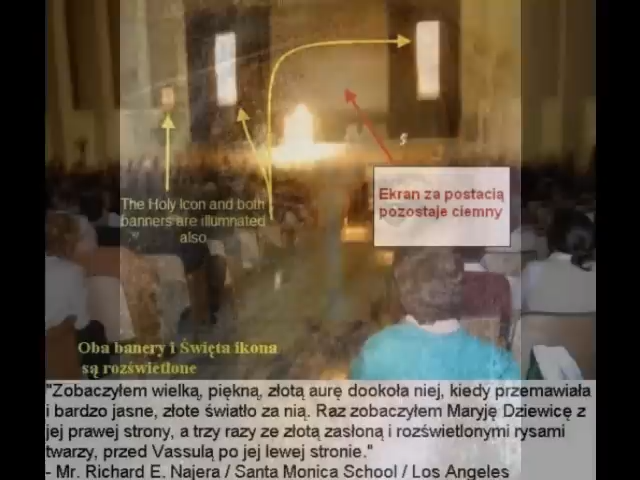 The Holy Icon and both
banners are illumnated
also
Ekran za postacią
pozostaje ciemny
Oba banery i Święta ikona
są rozświetlone
"Zobaczyłem wielką, piękną, złotą aurę dookoła niej, kiedy przemawiała
i bardzo jasne, złote światło za nią. Raz zobaczyłem Maryję Dziewicę z
jej prawej strony, a trzy razy ze złotą zasłoną i rozświetlonymi rysami
twarzy, przed Vassulą po jej lewej stronie."
- Mr. Richard E. Najera / Santa Monica School / Los Angeles